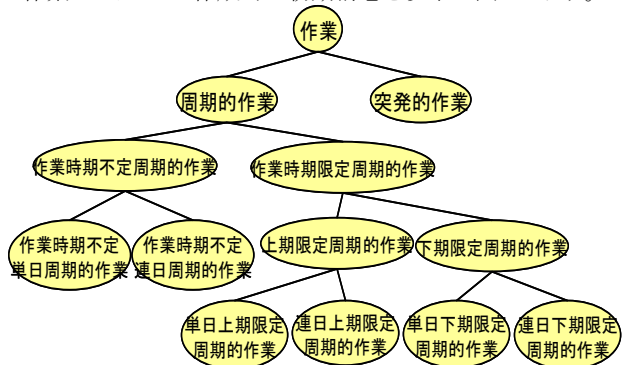 作業
周期的作業
突発的作業
作業時期不定周期的作業
作業時期限定周期的作業
作業時期不定
単日周期的作業
作業時期不定
連日周期的作業
上期限定周期的作業
下期限定周期的作業
単日上期限定
周期的作業
連日上期限定
周期的作業
単日下期限定
周期的作業
連日下期限定
周期的作業